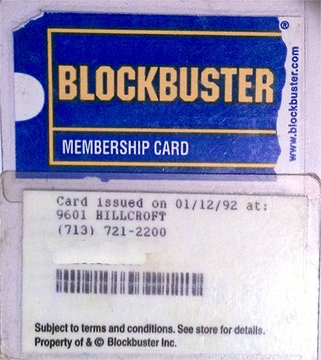 ®
BLOCKBUSTER
MEMBERSHIP CARD
www.blockbuster.com
Card issued on 01/12/92 at:
9601 HILLCROFT
(713) 721-2200
Subject to terms and conditions. See store for details.
Property of & © Blockbuster Inc.